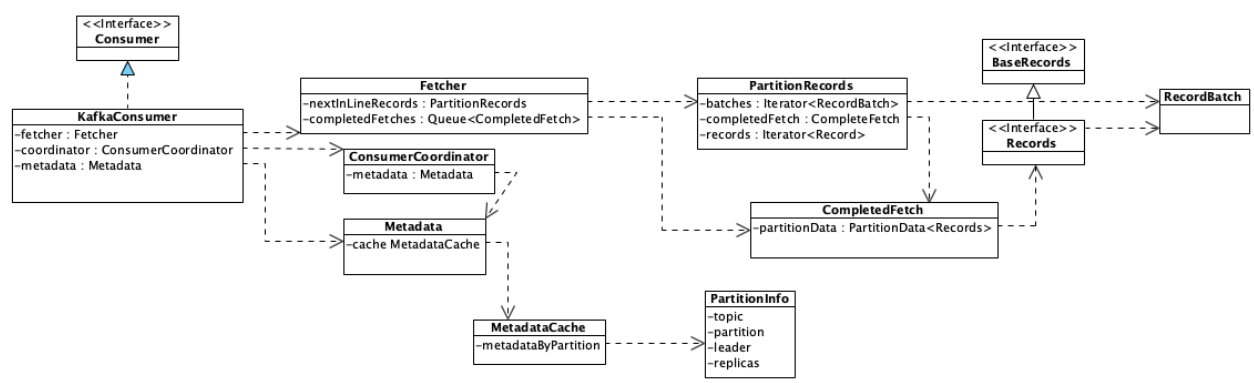 <<Interface>>
Consumer
KafkaConsumer
-fetcher : Fetcher
-coordinator : ConsumerCoordinator
-metadata : Metadata
Fetcher
-nextInLineRecords : PartitionRecords
-completedFetches : Queue<CompletedFetch>
ConsumerCoordinator
-metadata : Metadata
Metadata
-cache MetadataCache
MetadataCache
-metadataByPartition
PartitionRecords
-batches : Iterator<RecordBatch>
-completedFetch : CompleteFetch
-records : Iterator<Record>
CompletedFetch
-partitionData : PartitionData<Records>
PartitionInfo
-topic
-partition
-leader
-replicas
<<Interface>>
BaseRecords
<<Interface>>
Records
RecordBatch